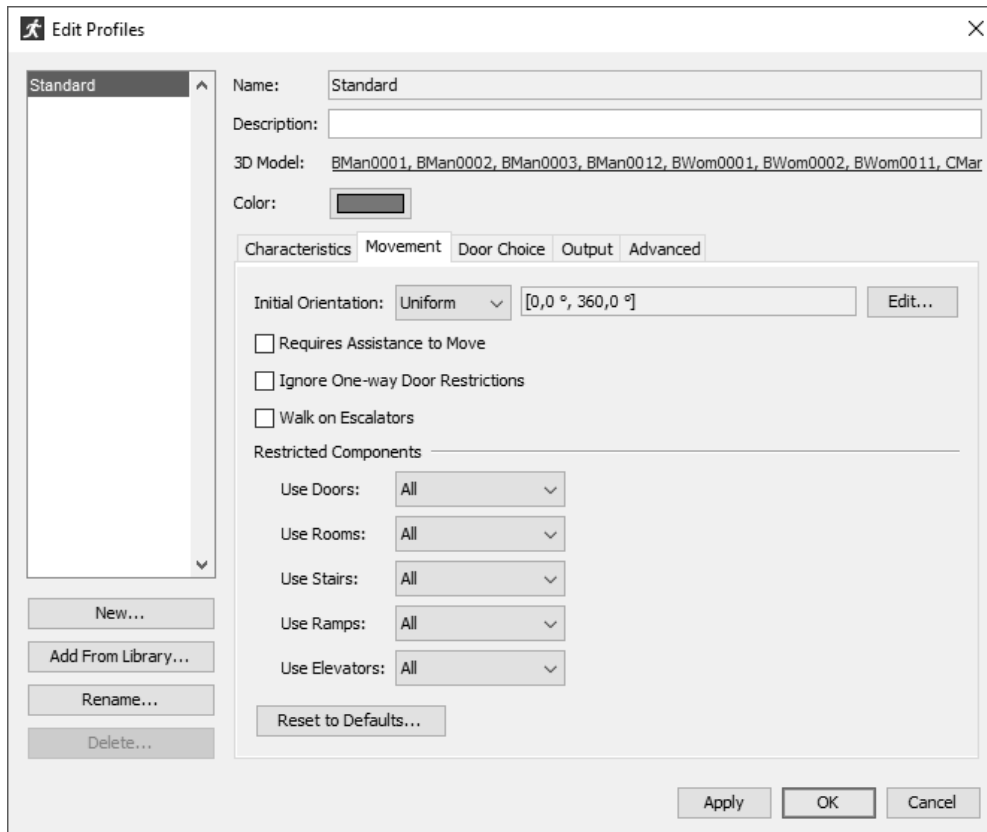 Edit Profiles
Standard
Name: Standard
Description:
3D Model: BMan0001, BMan0002, BMan0003, BMan0012, BWom0001, BWom0002, BWom0011, CMar
Color:
Characteristics Movement Door Choice Output Advanced
Initial Orientation: Uniform [0,0 °, 360,0 °] Edit...
Requires Assistance to Move
Ignore One-way Door Restrictions
Walk on Escalators
Restricted Components
Use Doors: All
Use Rooms: All
Use Stairs: All
Use Ramps: All
Use Elevators: All
Reset to Defaults...
New...
Add From Library...
Rename...
Delete...
Apply OK Cancel